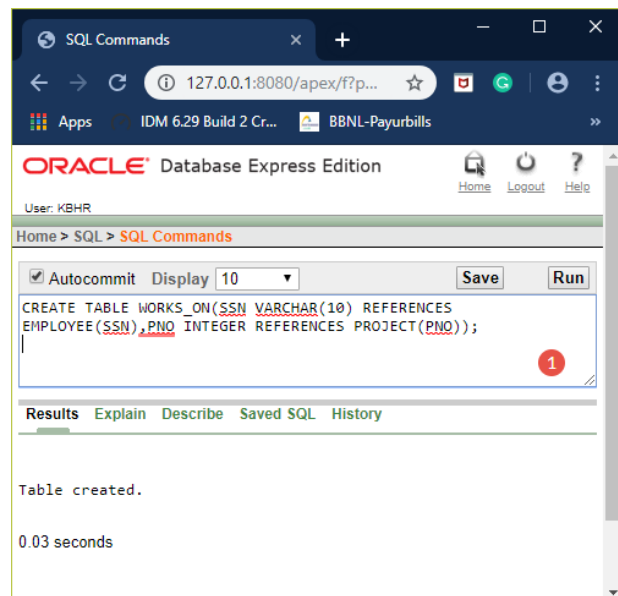 SQL Commands
127.0.0.1:8080/apex/f?p...
Apps IDM 6.29 Build 2 Cr... BBNL-Payurbills »
ORACLE Database Express Edition
Home Logout Help
User: KBHR
Home > SQL > SQL Commands
Autocommit Display 10 Save Run
CREATE TABLE WORKS_ON(SSN VARCHAR(10) REFERENCES
EMPLOYEE(SSN),PNO INTEGER REFERENCES PROJECT(PNO));
1
Results Explain Describe Saved SQL History
Table created.
0.03 seconds